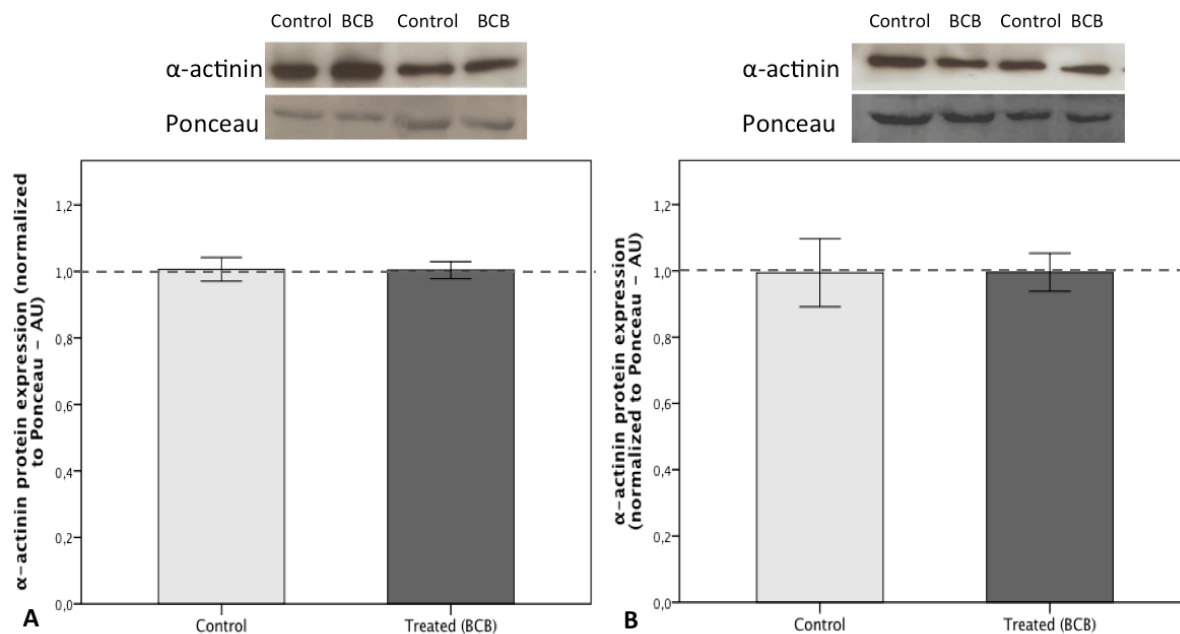 Control BCB Control BCB
α-actinin
Ponceau
α-actinin protein expression (normalized
to Ponceau – AU)
1,2
1,0
0,8
0,6
0,4
0,2
0,0
Control Treated (BCB)
A
Control BCB Control BCB
α-actinin
Ponceau
α-actinin protein expression
(normalized to Ponceau – AU)
1,2
1,0
0,8
0,6
0,4
0,2
0,0
Control Treated (BCB)
B